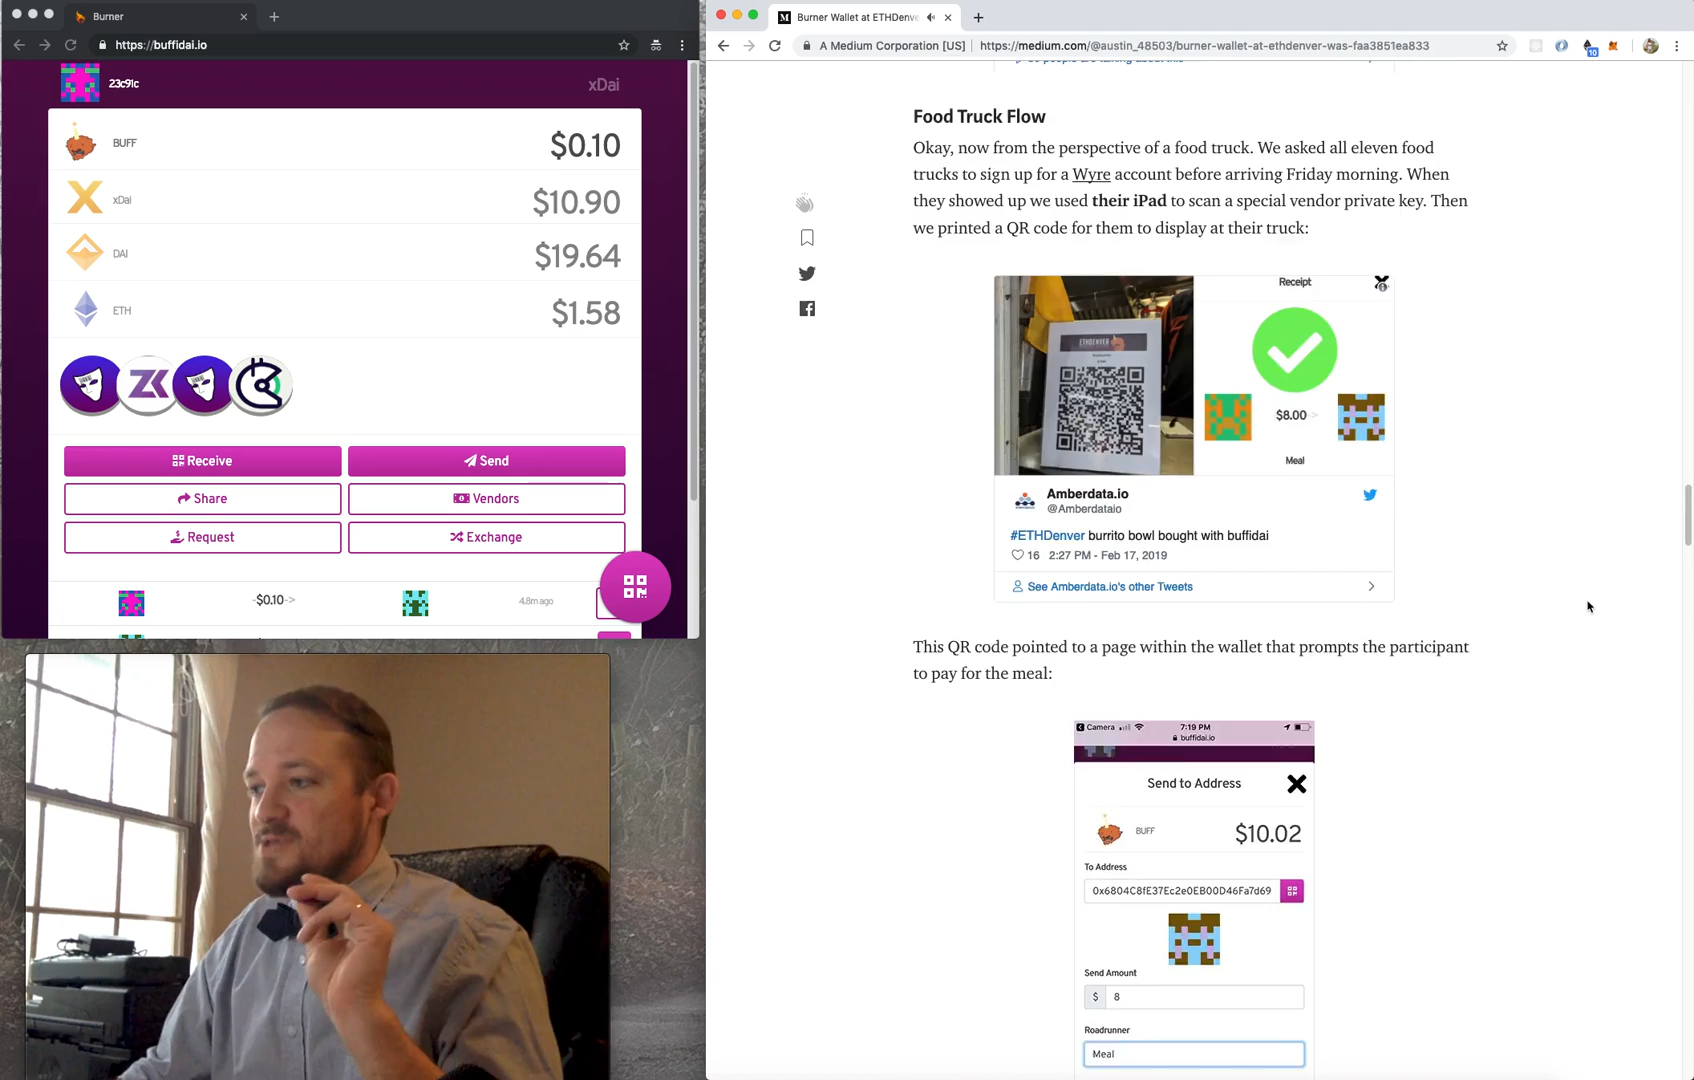 Burner
https://buffidai.io
23c91c
xDai
BUFF
$0.10
xDai
$10.90
DAI
$19.64
ETH
$1.58
Receive
Send
Share
Vendors
Request
Exchange
-$0.10->
4.8m ago
Burner Wallet at ETHDenve
A Medium Corporation [US]
https://medium.com/@austin_48503/burner-wallet-at-ethdenver-was-faa3851ea833
Food Truck Flow
Okay, now from the perspective of a food truck. We asked all eleven food
trucks to sign up for a Wyre account before arriving Friday morning. When
they showed up we used their iPad to scan a special vendor private key. Then
we printed a QR code for them to display at their truck:
ETHDENVER
Receipt
$8.00->
Meal
Amberdata.io
@Amberdataio
#ETHDenver burrito bowl bought with buffidai
16 2:27 PM - Feb 17, 2019
See Amberdata.io's other Tweets
This QR code pointed to a page within the wallet that prompts the participant
to pay for the meal:
Camera
7:19 PM
buffidai.io
Send to Address
BUFF
$10.02
To Address
0x6804C8fE37Ec2e0EB00D46Fa7d69
Send Amount
$ 8
Roadrunner
Meal